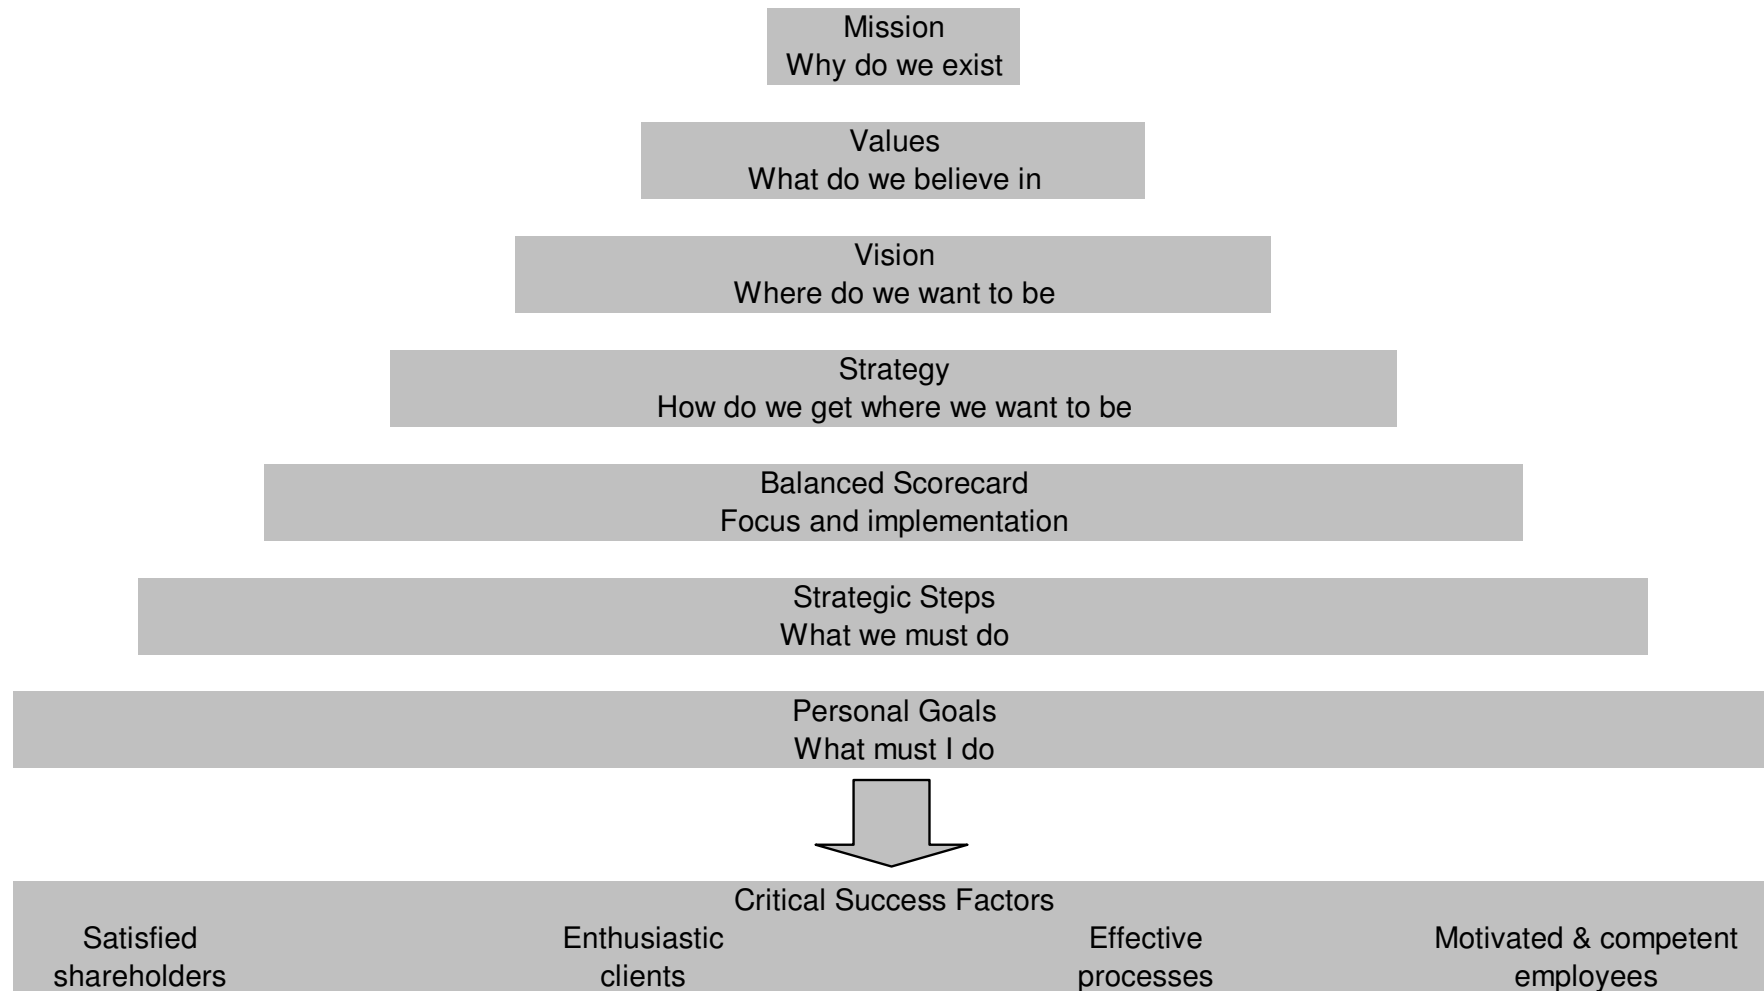 Mission
Why do we exist
Values
What do we believe in
Vision
Where do we want to be
Strategy
How do we get where we want to be
Balanced Scorecard
Focus and implementation
Strategic Steps
What we must do
Personal Goals
What must I do
Critical Success Factors
Satisfied
shareholders
Enthusiastic
clients
Effective
processes
Motivated & competent
employees